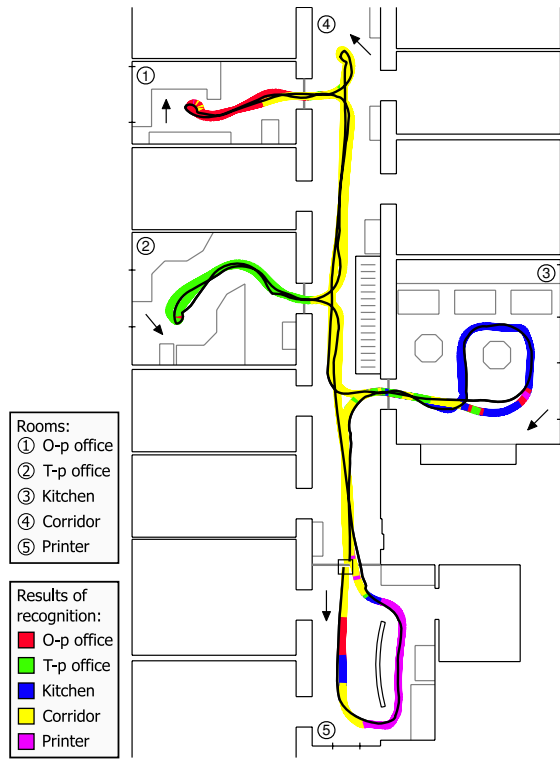 ④
①
②
③
Rooms:
① O-p office
② T-p office
③ Kitchen
④ Corridor
⑤ Printer
Results of
recognition:
O-p office
T-p office
Kitchen
Corridor
Printer
⑤